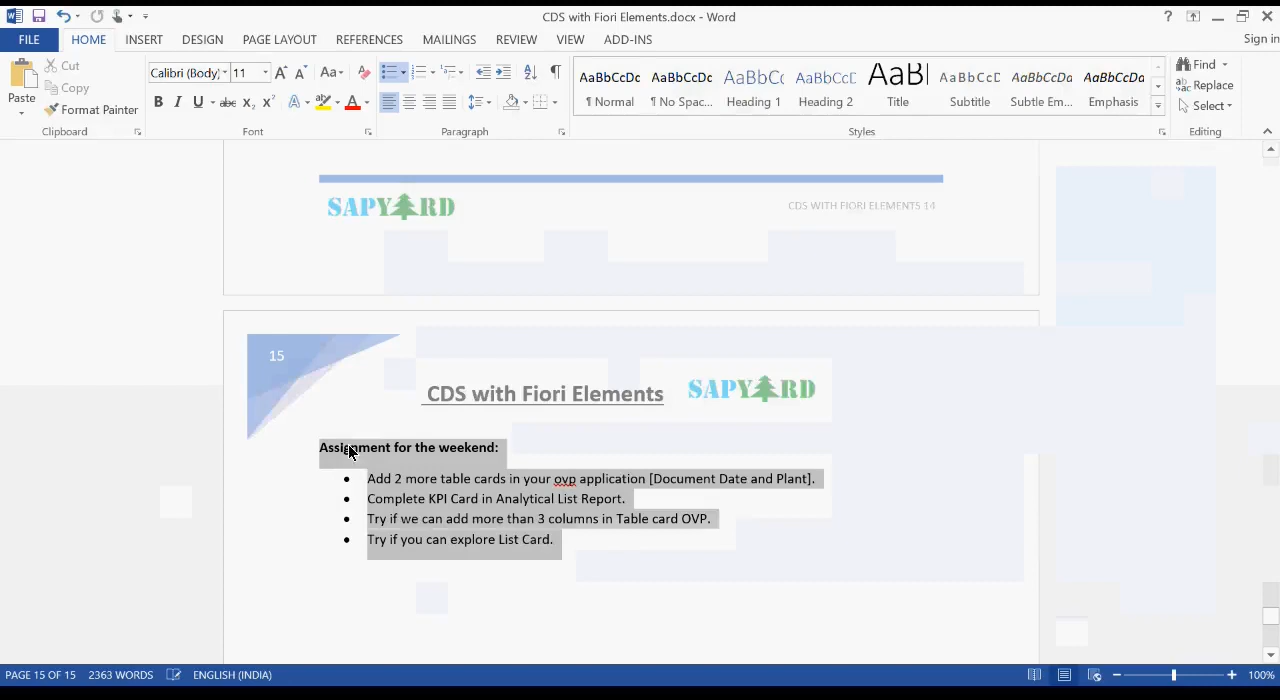 CDS with Fiori Elements.docx - Word
?
FILE HOME INSERT DESIGN PAGE LAYOUT REFERENCES MAILINGS REVIEW VIEW ADD-INS
Sign in
Paste
Cut
Copy
Format Painter
Clipboard
Calibri (Body) 11
Font
Paragraph
AaBbCcDc AaBbCcDc AaBbCc AaBbCcC AaBl AaBbCcD AaBbCcDa AaBbCcDa
¶ Normal ¶ No Spac... Heading 1 Heading 2 Title Subtitle Subtle Em... Emphasis
Styles
Find
Replace
Select
Editing
SAPYARD
CDS WITH FIORI ELEMENTS 14
15
CDS with Fiori Elements
SAPYARD
Assignment for the weekend:
• Add 2 more table cards in your ovp application [Document Date and Plant].
• Complete KPI Card in Analytical List Report.
• Try if we can add more than 3 columns in Table card OVP.
• Try if you can explore List Card.
PAGE 15 OF 15 2363 WORDS ENGLISH (INDIA)
100%